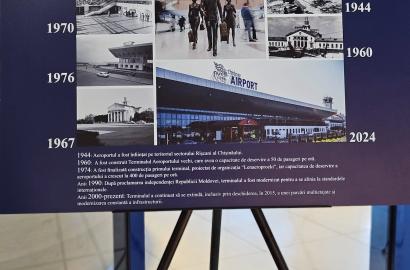 1944
1970
1960
1976
AIRPORT
1967
2024
1944: Aeroportul a fost înființat pe teritoriul sectorului Rîșcani al Chișinăului.
1960: A fost construit Terminalul Aeroportului vechi, care avea o capacitate de deservire a 50 de pasageri pe oră.
1974: A fost finalizată construcția primului terminal, proiectat de organizația "Lenaeroproekt", iar capacitatea de deservire a
aeroportului a crescut la 400 de pasageri pe oră.
Anii 1990: După proclamarea independenței Republicii Moldova, terminalul a fost modernizat pentru a se alinia la standardele
internaționale.
Anii 2000-prezent: Terminalul a continuat să se extindă, inclusiv prin deschiderea, în 2015, a unei parcări multietajate și
modernizarea constantă a infrastructurii.